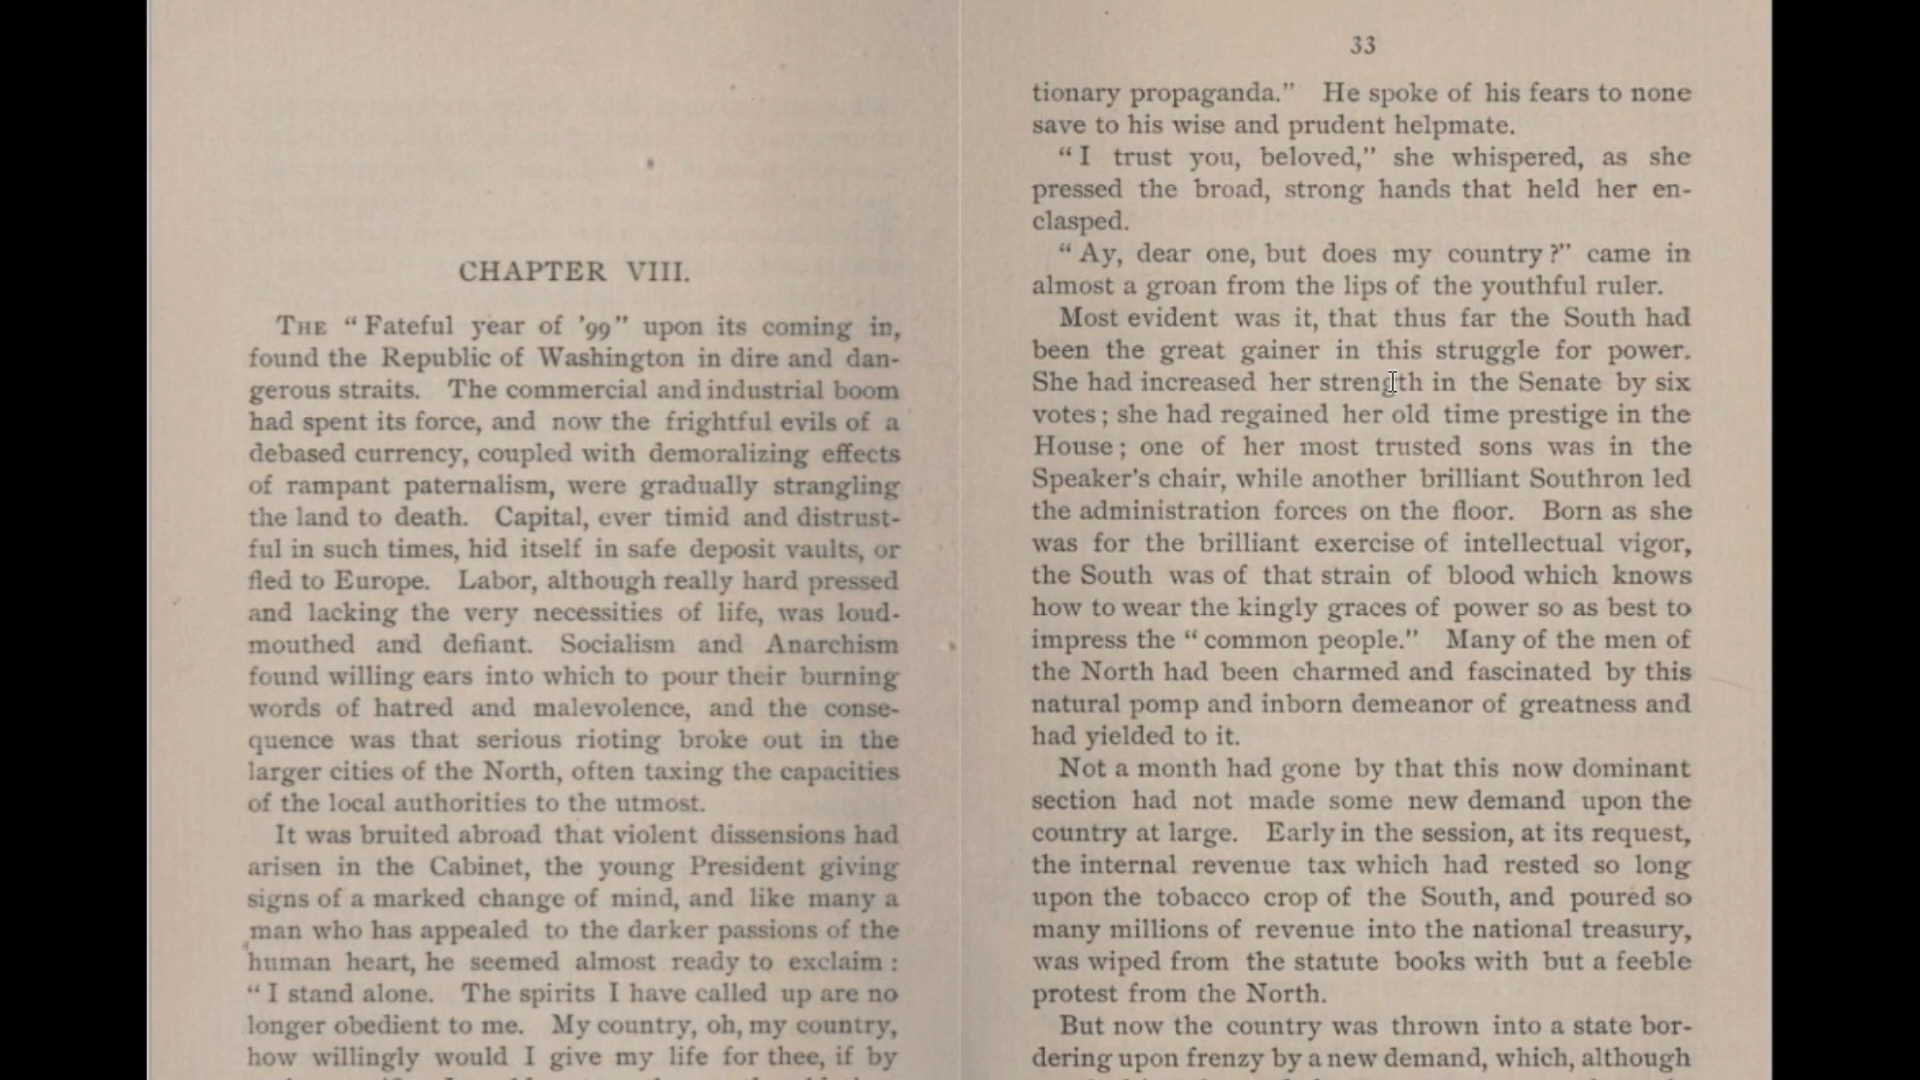 CHAPTER VIII.
THE “Fateful year of ’99” upon its coming in,
found the Republic of Washington in dire and dan-
gerous straits. The commercial and industrial boom
had spent its force, and now the frightful evils of a
debased currency, coupled with demoralizing effects
of rampant paternalism, were gradually strangling
the land to death. Capital, ever timid and distrust-
ful in such times, hid itself in safe deposit vaults, or
fled to Europe. Labor, although really hard pressed
and lacking the very necessities of life, was loud-
mouthed and defiant. Socialism and Anarchism
found willing ears into which to pour their burning
words of hatred and malevolence, and the conse-
quence was that serious rioting broke out in the
larger cities of the North, often taxing the capacities
of the local authorities to the utmost.
It was bruited abroad that violent dissensions had
arisen in the Cabinet, the young President giving
signs of a marked change of mind, and like many a
man who has appealed to the darker passions of the
human heart, he seemed almost ready to exclaim :
“I stand alone. The spirits I have called up are no
longer obedient to me. My country, oh, my country,
how willingly would I give my life for thee, if by
33
tionary propaganda.” He spoke of his fears to none
save to his wise and prudent helpmate.
“I trust you, beloved,” she whispered, as she
pressed the broad, strong hands that held her en-
clasped.
“Ay, dear one, but does my country?” came in
almost a groan from the lips of the youthful ruler.
Most evident was it, that thus far the South had
been the great gainer in this struggle for power.
She had increased her strength in the Senate by six
votes; she had regained her old time prestige in the
House; one of her most trusted sons was in the
Speaker’s chair, while another brilliant Southron led
the administration forces on the floor. Born as she
was for the brilliant exercise of intellectual vigor,
the South was of that strain of blood which knows
how to wear the kingly graces of power so as best to
impress the “common people.” Many of the men of
the North had been charmed and fascinated by this
natural pomp and inborn demeanor of greatness and
had yielded to it.
Not a month had gone by that this now dominant
section had not made some new demand upon the
country at large. Early in the session, at its request,
the internal revenue tax which had rested so long
upon the tobacco crop of the South, and poured so
many millions of revenue into the national treasury,
was wiped from the statute books with but a feeble
protest from the North.
But now the country was thrown into a state bor-
dering upon frenzy by a new demand, which, although